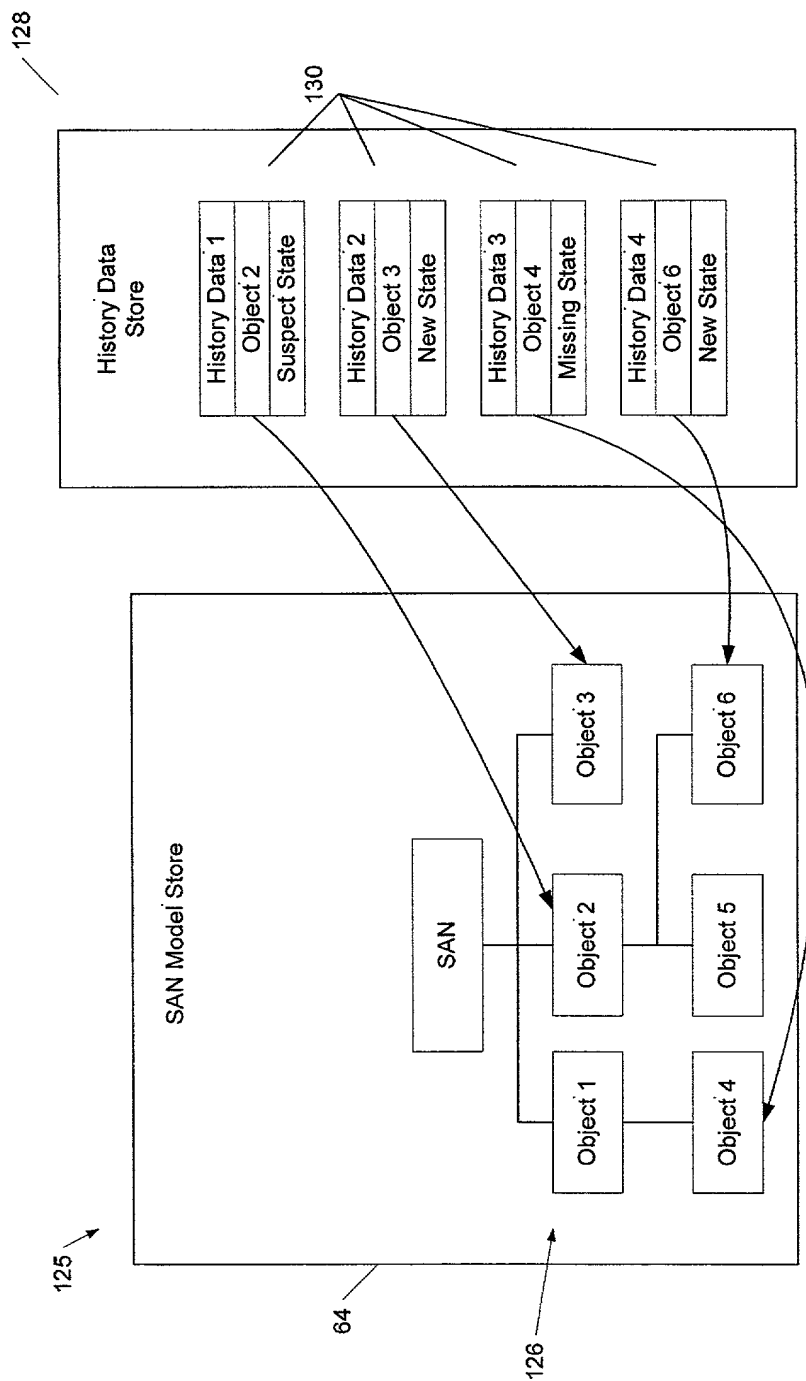 125
64
126
SAN Model Store
SAN
Object 1
Object 2
Object 3
Object 4
Object 5
Object 6
128
History Data
Store
130
History Data 1
Object 2
Suspect State
History Data 2
Object 3
New State
History Data 3
Object 4
Missing State
History Data 4
Object 6
New State